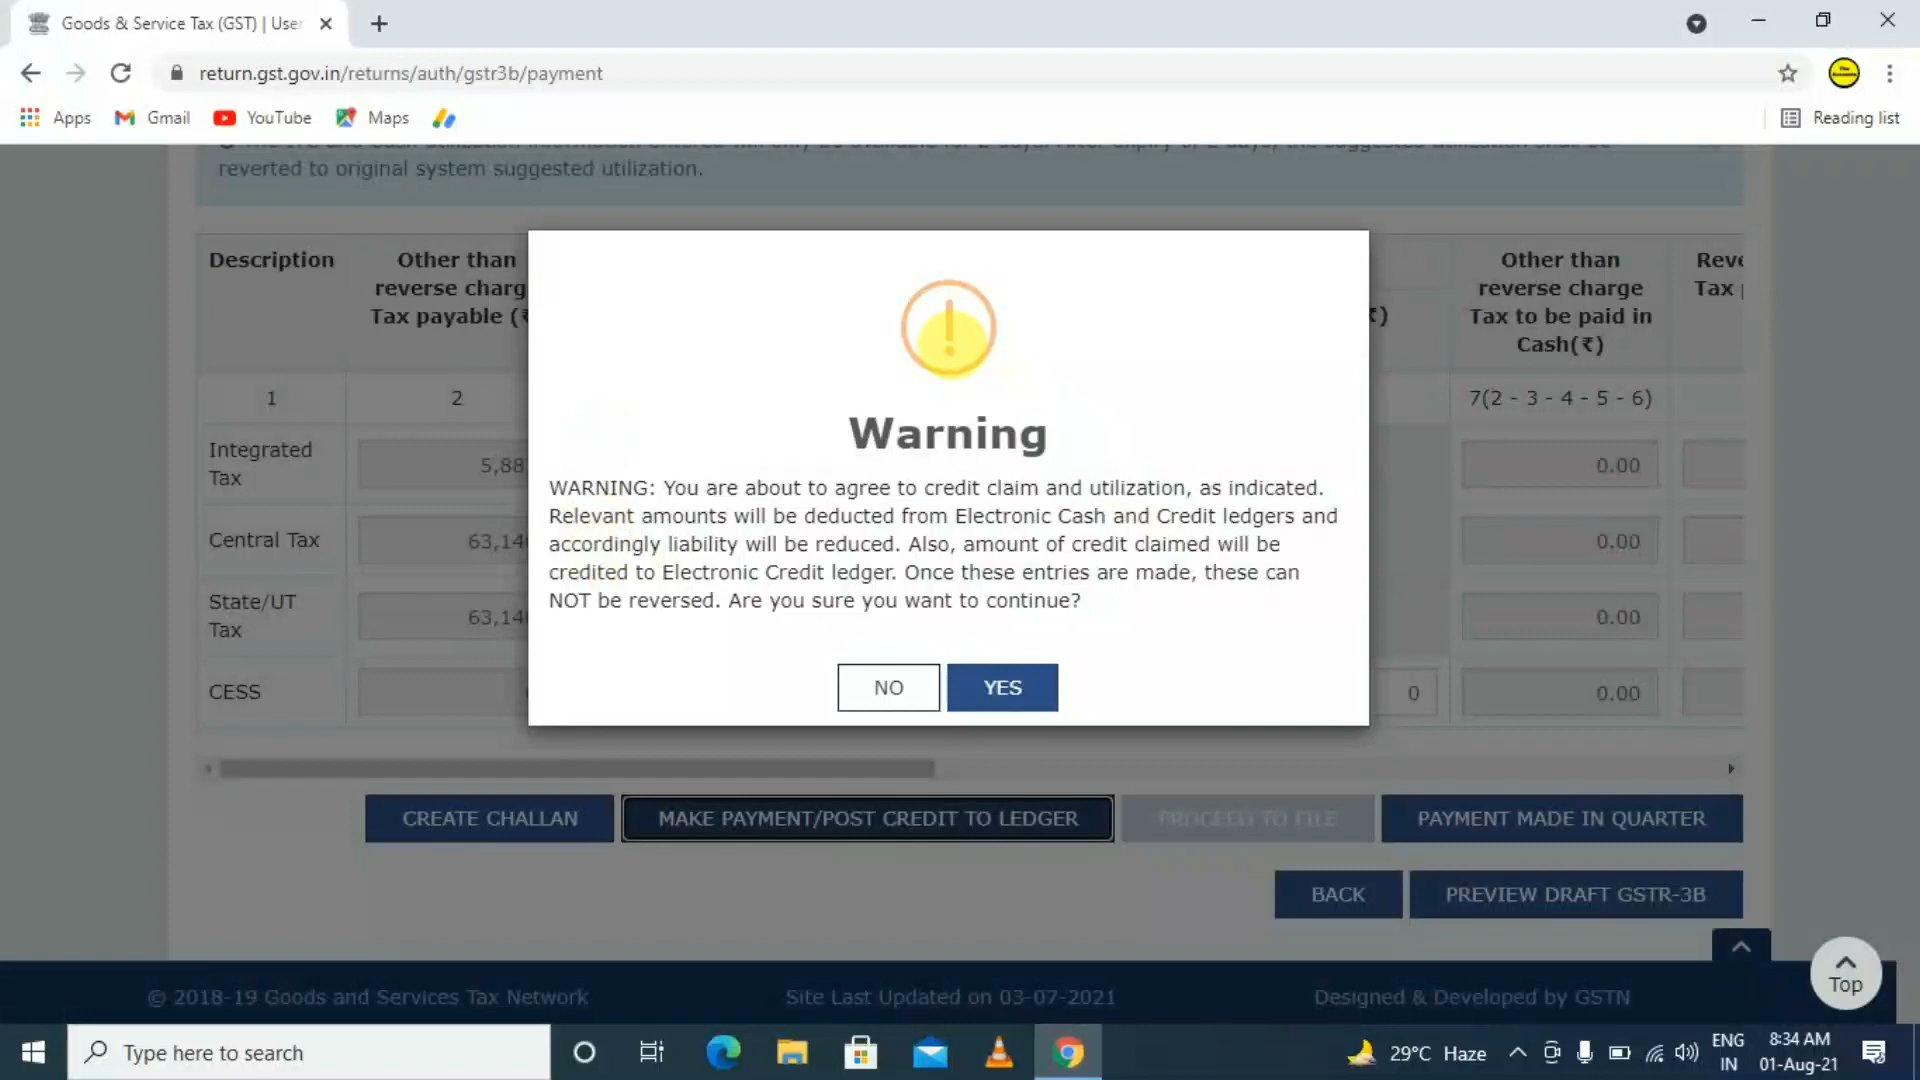 Goods & Service Tax (GST) | User
return.gst.gov.in/returns/auth/gstr3b/payment
Apps
Gmail
YouTube
Maps
Reading list
reverted to original system suggested utilization.
Description
Other than
reverse charg
Tax payable (₹
₹)
Other than
reverse charge
Tax to be paid in
Cash(₹)
Reve
Tax
1
2
7(2 - 3 - 4 - 5 - 6)
Integrated
Tax
5,88
0.00
Central Tax
63,14
0.00
State/UT
Tax
63,14
0.00
CESS
0
0.00
Warning
WARNING: You are about to agree to credit claim and utilization, as indicated.
Relevant amounts will be deducted from Electronic Cash and Credit ledgers and
accordingly liability will be reduced. Also, amount of credit claimed will be
credited to Electronic Credit ledger. Once these entries are made, these can
NOT be reversed. Are you sure you want to continue?
NO
YES
CREATE CHALLAN
MAKE PAYMENT/POST CREDIT TO LEDGER
PROCEED TO FILE
PAYMENT MADE IN QUARTER
BACK
PREVIEW DRAFT GSTR-3B
Top
© 2018-19 Goods and Services Tax Network
Site Last Updated on 03-07-2021
Designed & Developed by GSTN
Type here to search
29°C Haze
ENG
IN
8:34 AM
01-Aug-21